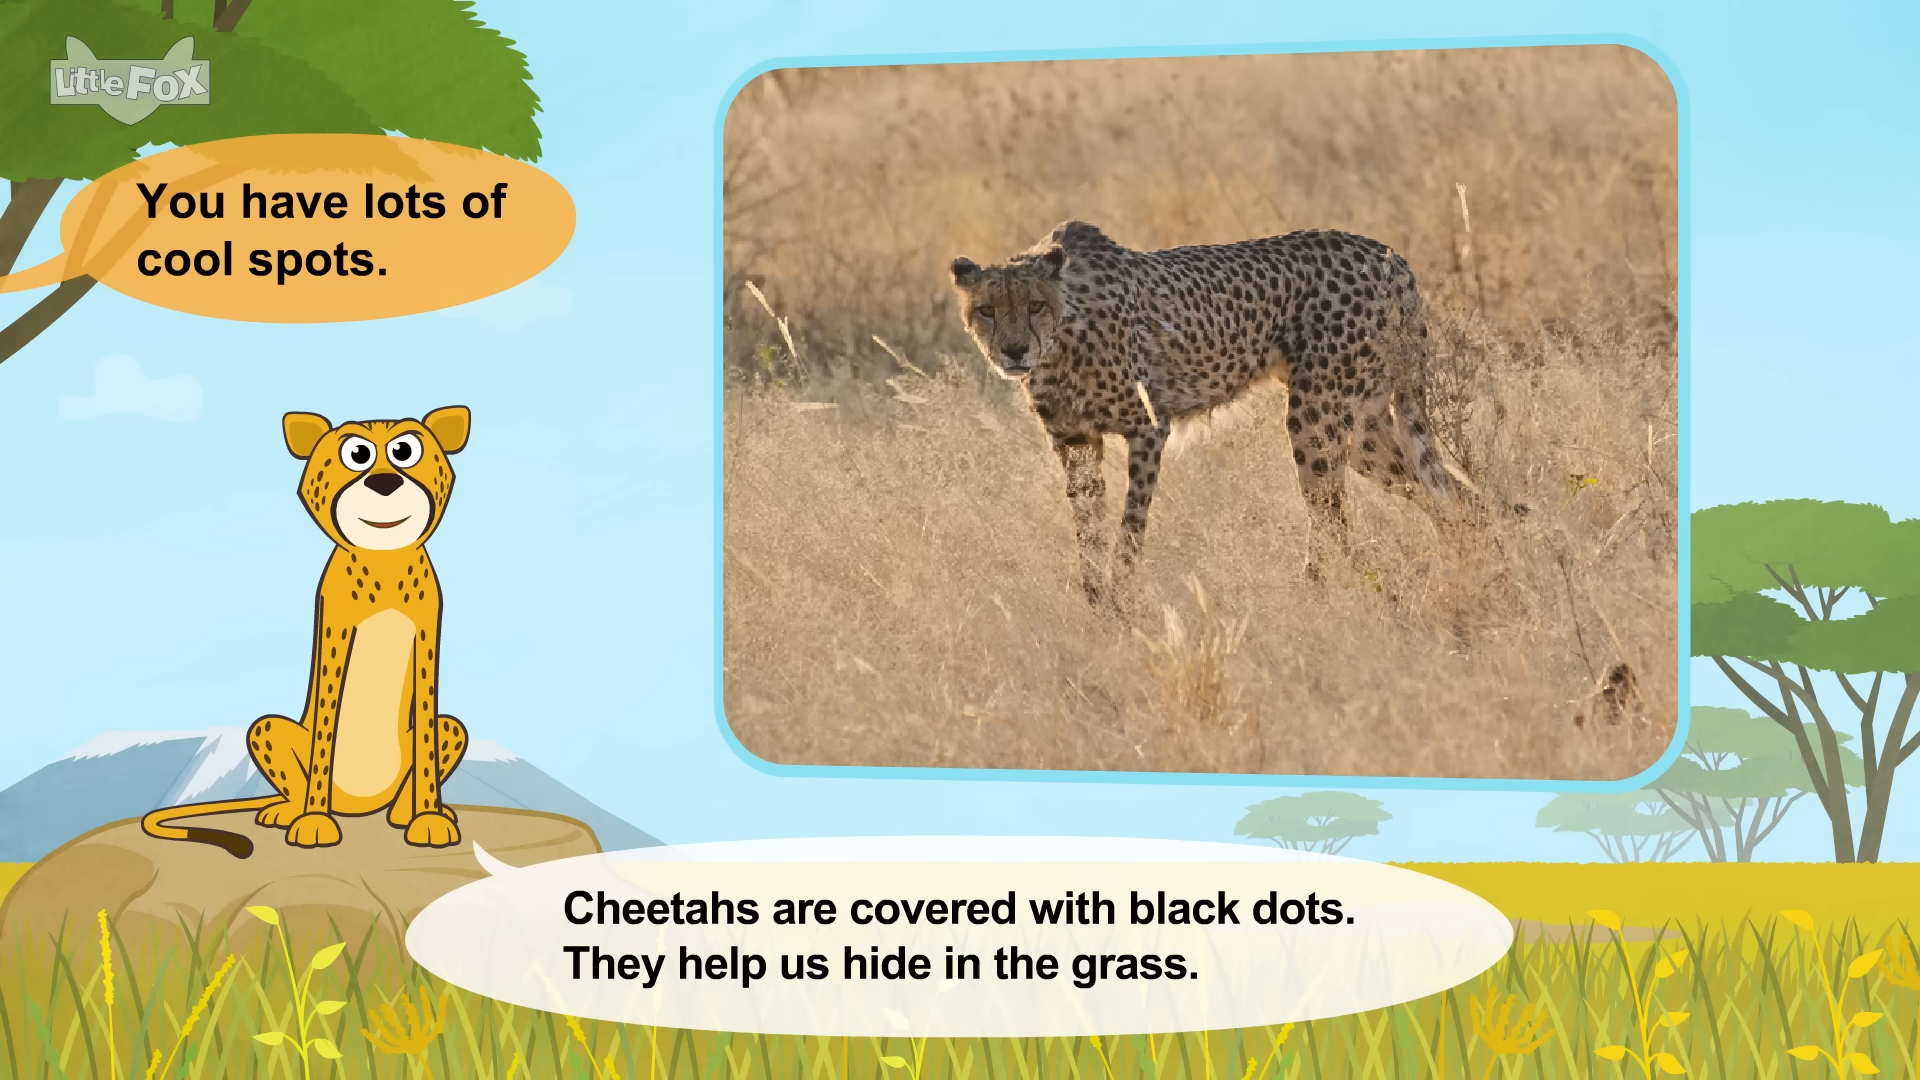 Little Fox
You have lots of
cool spots.
Cheetahs are covered with black dots.
They help us hide in the grass.